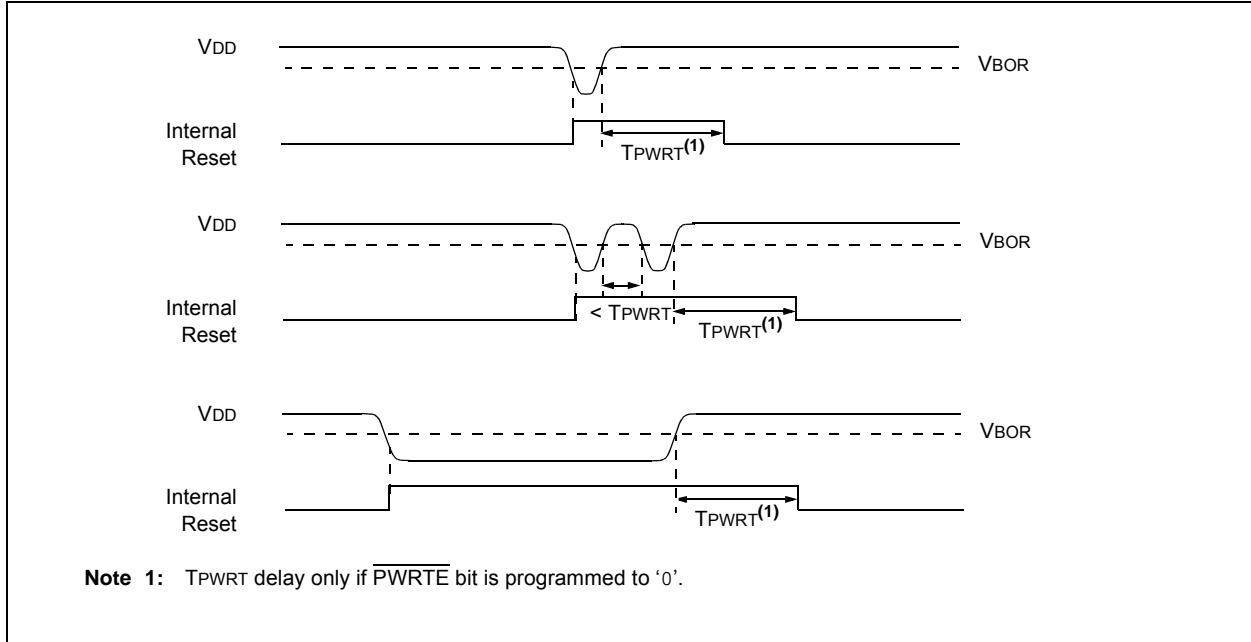 VDD
VBOR
Internal
Reset
TPWRT(1)
VDD
VBOR
Internal
Reset
< TPWRT
TPWRT(1)
VDD
VBOR
Internal
Reset
TPWRT(1)
Note 1: TPWRT delay only if P̅W̅R̅T̅E̅ bit is programmed to ‘0’.